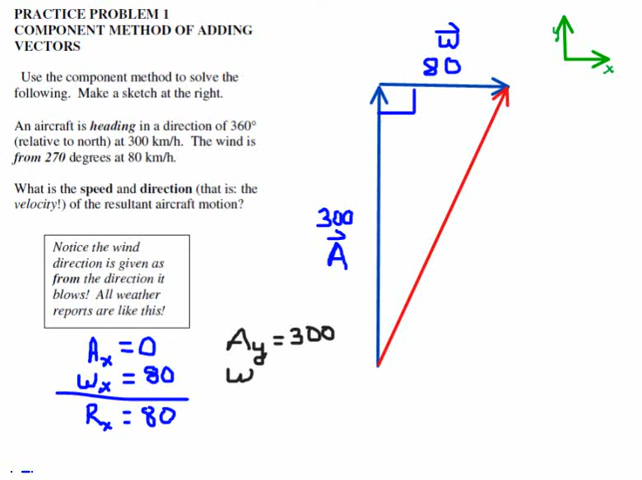 PRACTICE PROBLEM 1
COMPONENT METHOD OF ADDING
VECTORS
Use the component method to solve the
following. Make a sketch at the right.
An aircraft is heading in a direction of 360°
(relative to north) at 300 km/h. The wind is
from 270 degrees at 80 km/h.
What is the speed and direction (that is: the
velocity!) of the resultant aircraft motion?
Notice the wind
direction is given as
from the direction it
blows! All weather
reports are like this!
Ax = 0
Wx = 80
Rx = 80
Ay = 300
W
W
80
300
A
y
x